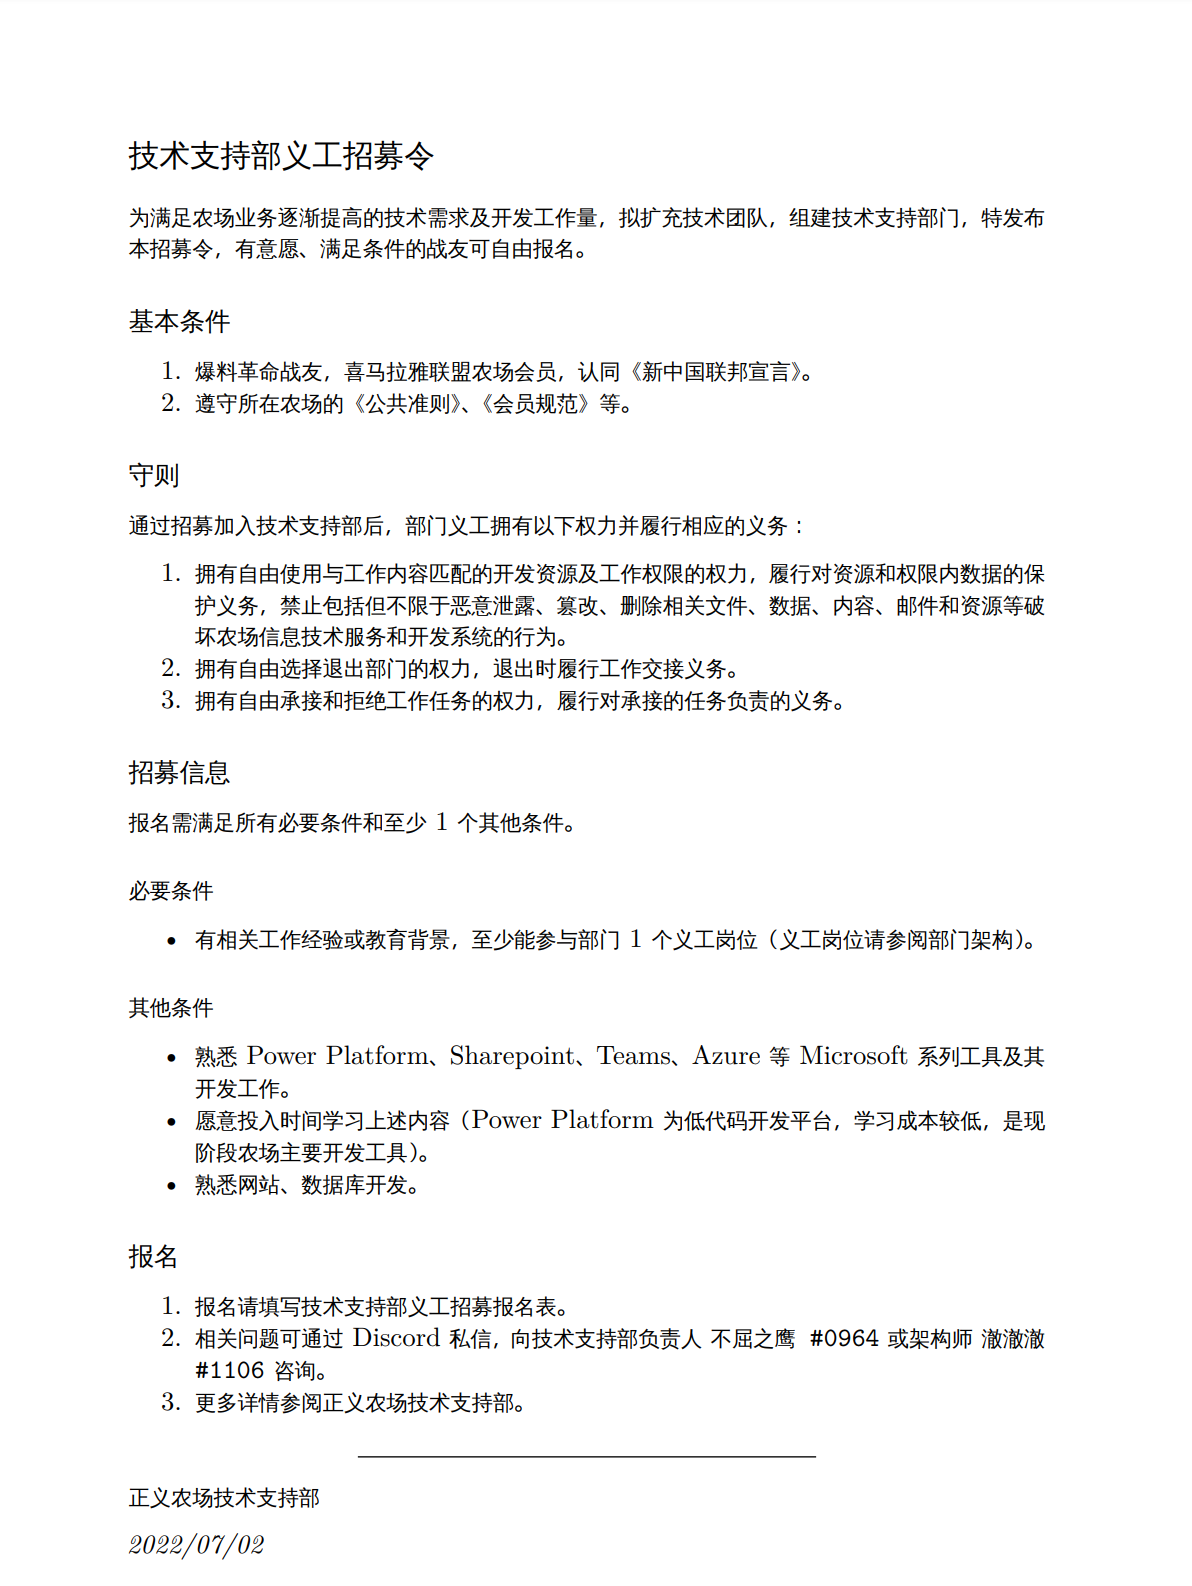 技术支持部义工招募令
为满足农场业务逐渐提高的技术需求及开发工作量，拟扩充技术团队，组建技术支持部门，特发布
本招募令，有意愿、满足条件的战友可自由报名。
基本条件
1. 爆料革命战友，喜马拉雅联盟农场会员，认同《新中国联邦宣言》。
2. 遵守所在农场的《公共准则》、《会员规范》等。
守则
通过招募加入技术支持部后，部门义工拥有以下权力并履行相应的义务：
1. 拥有自由使用与工作内容匹配的开发资源及工作权限的权力，履行对资源和权限内数据的保
护义务，禁止包括但不限于恶意泄露、篡改、删除相关文件、数据、内容、邮件和资源等破
坏农场信息技术服务和开发系统的行为。
2. 拥有自由选择退出部门的权力，退出时履行工作交接义务。
3. 拥有自由承接和拒绝工作任务的权力，履行对承接的任务负责的义务。
招募信息
报名需满足所有必要条件和至少 1 个其他条件。
必要条件
• 有相关工作经验或教育背景，至少能参与部门 1 个义工岗位（义工岗位请参阅部门架构）。
其他条件
• 熟悉 Power Platform、Sharepoint、Teams、Azure 等 Microsoft 系列工具及其
开发工作。
• 愿意投入时间学习上述内容（Power Platform 为低代码开发平台，学习成本较低，是现
阶段农场主要开发工具）。
• 熟悉网站、数据库开发。
报名
1. 报名请填写技术支持部义工招募报名表。
2. 相关问题可通过 Discord 私信，向技术支持部负责人 不屈之鹰 #0964 或架构师 澈澈澈
#1106 咨询。
3. 更多详情参阅正义农场技术支持部。
正义农场技术支持部
2022/07/02